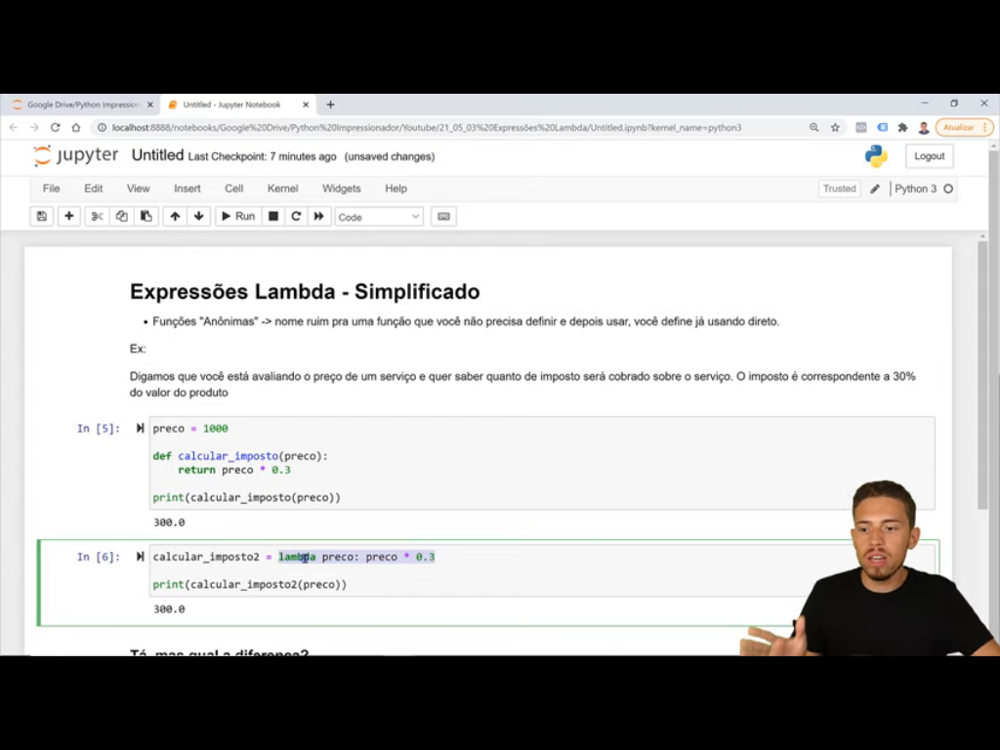 Google Drive/Python Impression
Untitled - Jupyter Notebook
localhost:8888/notebooks/Google%20Drive/Python%20Impressionador/Youtube/21_05_03%20Expressões%20Lambda/Untitled.ipynb?kernel_name=python3
Atualizar
jupyter Untitled Last Checkpoint: 7 minutes ago (unsaved changes)
Logout
File Edit View Insert Cell Kernel Widgets Help
Trusted Python 3
Run Code
Expressões Lambda - Simplificado
• Funções "Anônimas" -> nome ruim pra uma função que você não precisa definir e depois usar, você define já usando direto.
Ex:
Digamos que você está avaliando o preço de um serviço e quer saber quanto de imposto será cobrado sobre o serviço. O imposto é correspondente a 30%
do valor do produto
In [5]: preco = 1000
def calcular_imposto(preco):
return preco * 0.3
print(calcular_imposto(preco))
300.0
In [6]: calcular_imposto2 = lambda preco: preco * 0.3
print(calcular_imposto2(preco))
300.0
Tá, mas qual a diferença?